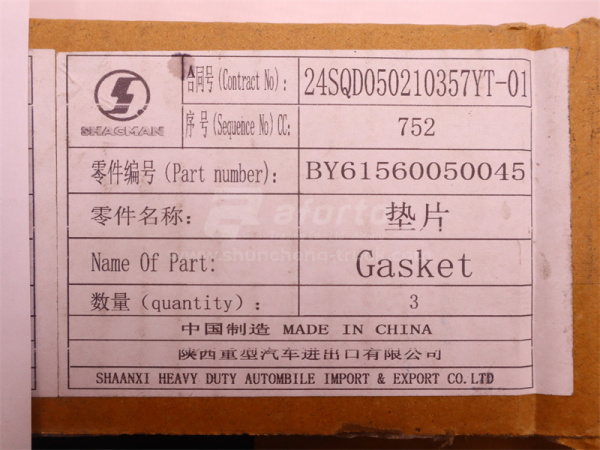 SHACMAN
合同号(Contract No): 24SQD050210357YT-01
序号(Sequence No)CC: 752
零件编号(Part number): BY61560050045
零件名称: 垫片
Name Of Part: Gasket
数量(quantity): 3
中国制造 MADE IN CHINA
陕西重型汽车进出口有限公司
SHAANXI HEAVY DUTY AUTOMBILE IMPORT & EXPORT CO.LTD